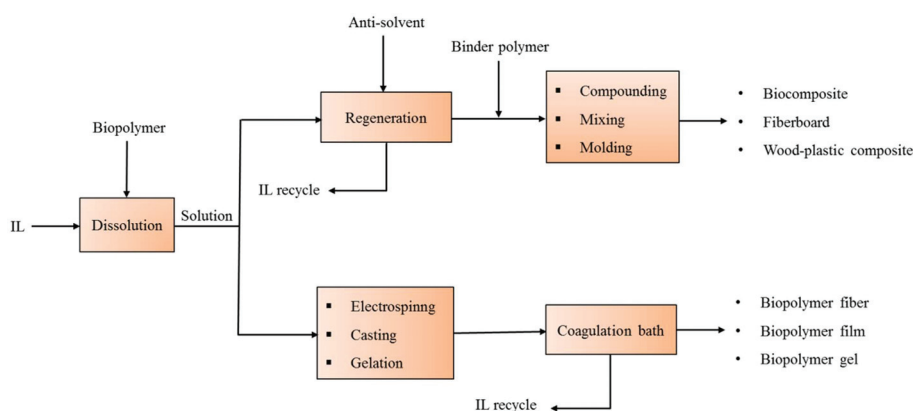 Anti-solvent
Binder polymer
▪ Compounding
▪ Mixing
▪ Molding
• Biocomposite
• Fiberboard
• Wood-plastic composite
Regeneration
IL recycle
Biopolymer
IL
Dissolution
Solution
▪ Electrospinng
▪ Casting
▪ Gelation
Coagulation bath
• Biopolymer fiber
• Biopolymer film
• Biopolymer gel
IL recycle